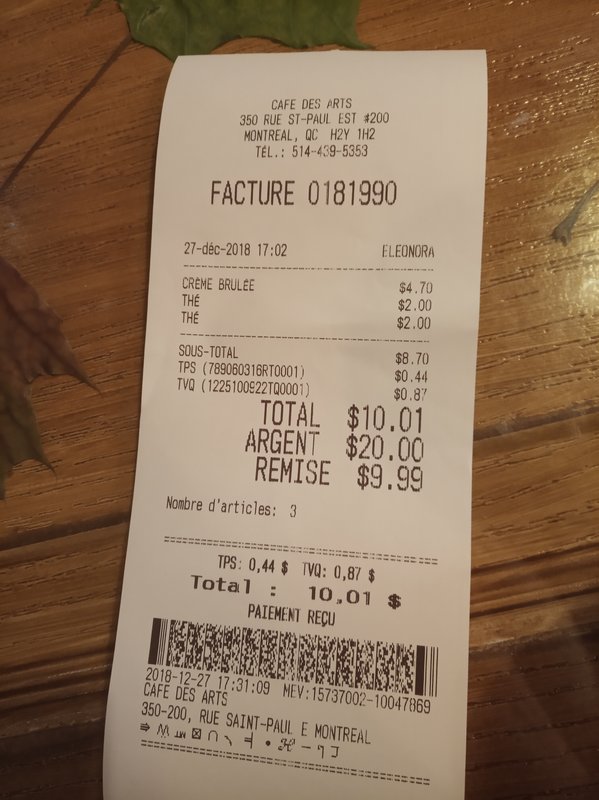 CAFE DES ARTS
350 RUE ST-PAUL EST #200
MONTREAL, QC H2Y 1H2
TÉL.: 514-439-5353
FACTURE 0181990
27-déc-2018 17:02 ELEONORA
CRÈME BRULÉE $4.70
THÉ $2.00
THÉ $2.00
SOUS-TOTAL $8.70
TPS (789060316RT0001) $0.44
TVQ (1225100922TQ0001) $0.87
TOTAL $10.01
ARGENT $20.00
REMISE $9.99
Nombre d'articles: 3
TPS: 0,44 $ TVQ: 0,87 $
Total : 10,01 $
PAIEMENT REÇU
2018-12-27 17:31:09 MEV:15737002-10047869
CAFE DES ARTS
350-200, RUE SAINT-PAUL E MONTREAL